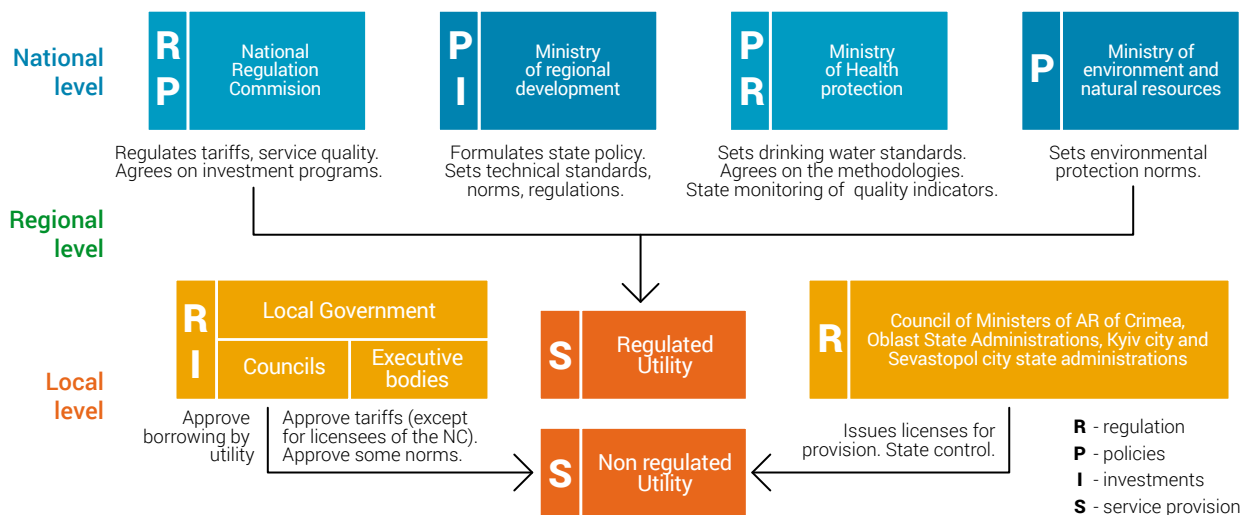 National
level
R
P
National
Regulation
Commision
P
I
Ministry
of regional
development
P
R
Ministry
of Health
protection
P
Ministry of
environment and
natural resources
Regulates tariffs, service quality.
Agrees on investment programs.
Formulates state policy.
Sets technical standards,
norms, regulations.
Sets drinking water standards.
Agrees on the methodologies.
State monitoring of quality indicators.
Sets environmental
protection norms.
Regional
level
Local
level
R
I
Local Government
Councils
Executive
bodies
S
Regulated
Utility
R
Council of Ministers of AR of Crimea,
Oblast State Administrations, Kyiv city and
Sevastopol city state administrations
Approve
borrowing by
utility
Approve tariffs (except
for licensees of the NC).
Approve some norms.
S
Non regulated
Utility
Issues licenses for
provision. State control.
R - regulation
P - policies
I - investments
S - service provision